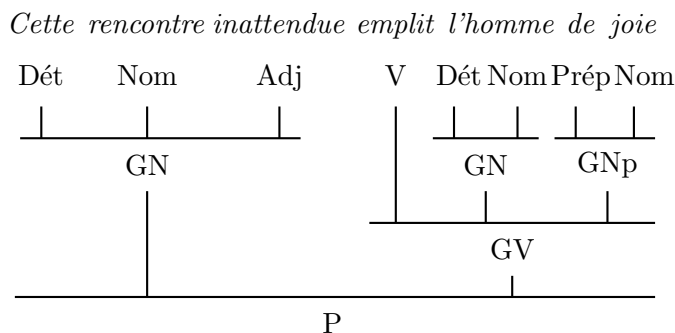 Cette rencontre inattendue emplit l'homme de joie
Dét Nom Adj V Dét Nom Prép Nom
GN GN GNp
GV
P